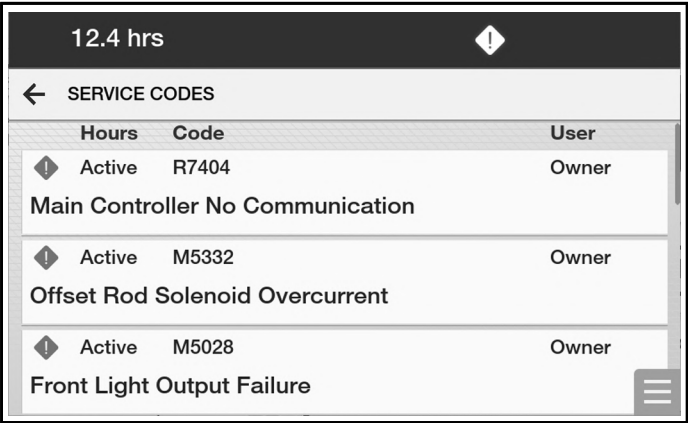 12.4 hrs
SERVICE CODES
Hours Code User
Active R7404 Owner
Main Controller No Communication
Active M5332 Owner
Offset Rod Solenoid Overcurrent
Active M5028 Owner
Front Light Output Failure